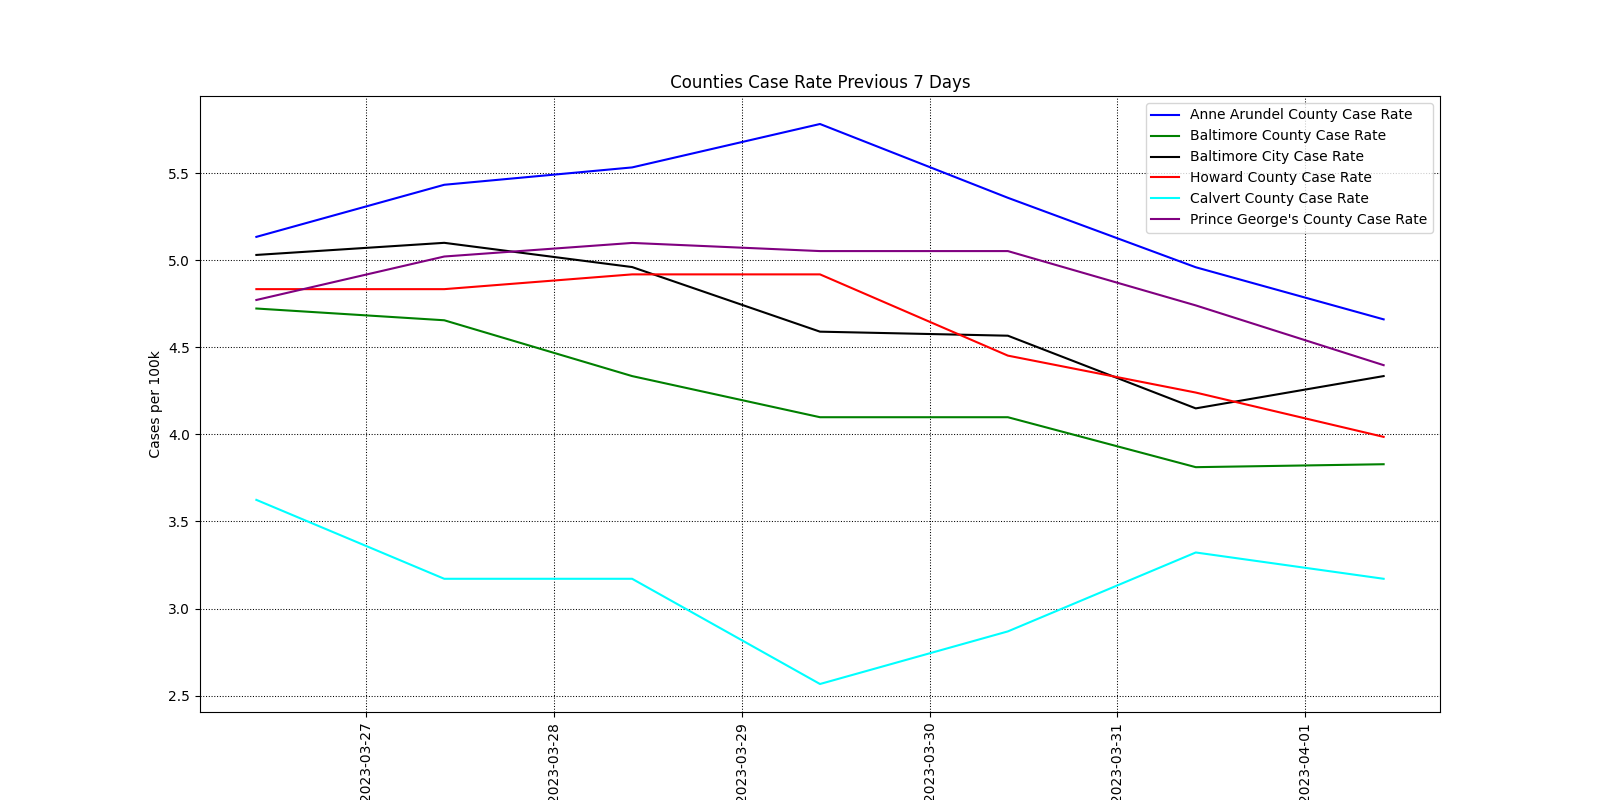 Counties Case Rate Previous 7 Days
Anne Arundel County Case Rate
Baltimore County Case Rate
Baltimore City Case Rate
Howard County Case Rate
Calvert County Case Rate
Prince George's County Case Rate
Cases per 100k
5.5
5.0
4.5
4.0
3.5
3.0
2.5
2023-03-27
2023-03-28
2023-03-29
2023-03-30
2023-03-31
2023-04-01